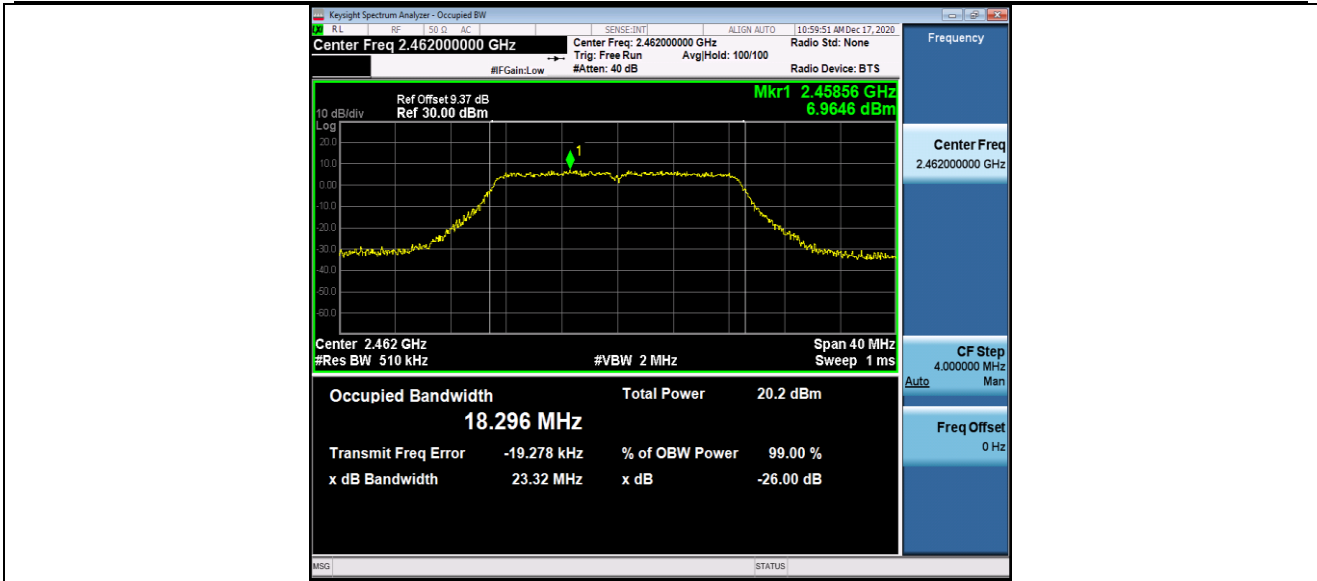 Keysight Spectrum Analyzer - Occupied BW
RL RF 50 Ω AC SENSE:INT ALIGN AUTO 10:59:51 AM Dec 17, 2020
Center Freq 2.462000000 GHz
Center Freq: 2.462000000 GHz Radio Std: None
Trig: Free Run Avg|Hold: 100/100
#IFGain:Low #Atten: 40 dB Radio Device: BTS
Mkr1 2.45856 GHz
6.9646 dBm
Ref Offset 9.37 dB
10 dB/div Ref 30.00 dBm
Log
20.0
10.0
0.00
-10.0
-20.0
-30.0
-40.0
-50.0
-60.0
1
Center 2.462 GHz Span 40 MHz
#Res BW 510 kHz #VBW 2 MHz Sweep 1 ms
Occupied Bandwidth Total Power 20.2 dBm
18.296 MHz
Transmit Freq Error -19.278 kHz % of OBW Power 99.00 %
x dB Bandwidth 23.32 MHz x dB -26.00 dB
Frequency
Center Freq
2.462000000 GHz
CF Step
4.000000 MHz
Auto Man
Freq Offset
0 Hz
MSG STATUS